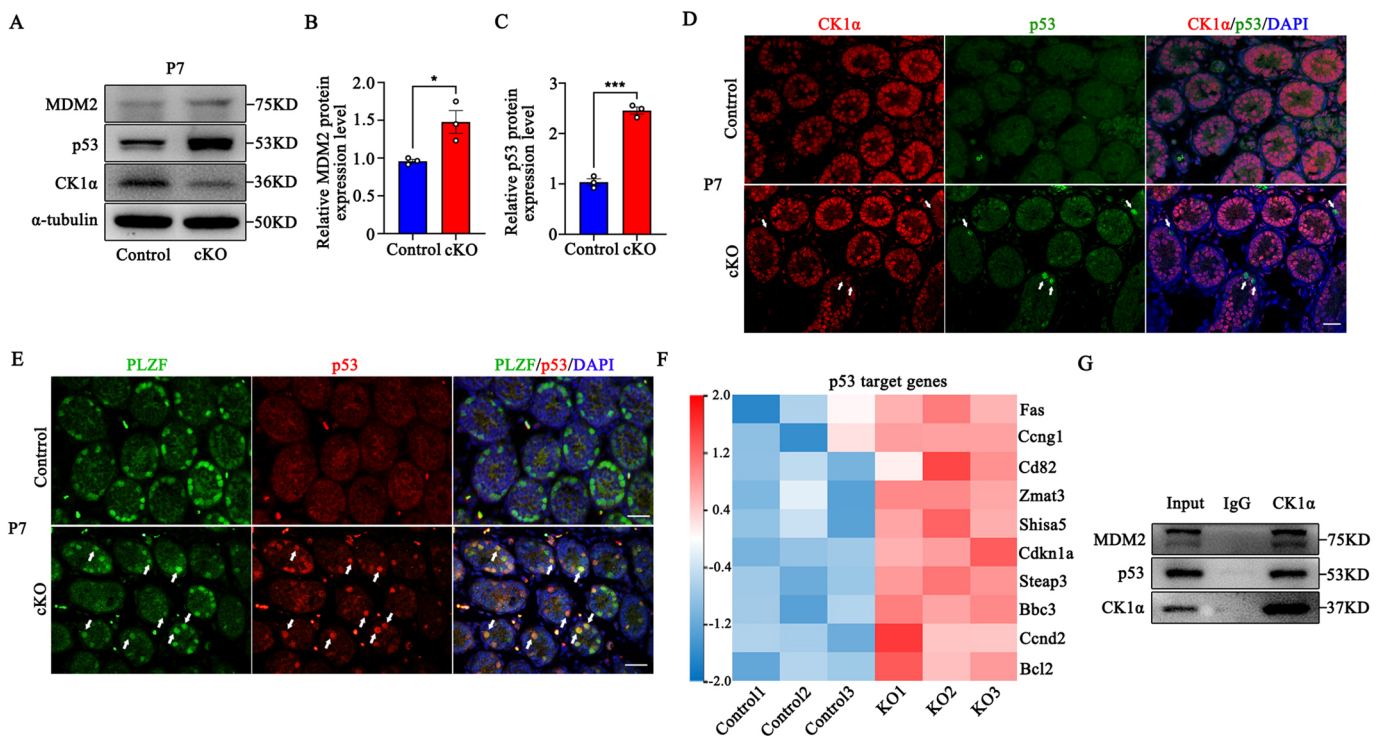 A
P7
MDM2
75KD
p53
53KD
CK1α
36KD
α-tubulin
50KD
Control
cKO
B
Relative MDM2 protein
expression level
2.0
1.5
1.0
0.5
0
*
Control cKO
C
Relative p53 protein
expression level
3
2
1
0
***
Control cKO
D
CK1α
p53
CK1α/p53/DAPI
Contrrol
P7
cKO
E
PLZF
p53
PLZF/p53/DAPI
Contrrol
P7
cKO
F
p53 target genes
2.0
1.2
0.4
-0.4
-1.2
-2.0
Fas
Ccng1
Cd82
Zmat3
Shisa5
Cdkn1a
Steap3
Bbc3
Ccnd2
Bcl2
Control1
Control2
Control3
KO1
KO2
KO3
G
Input IgG CK1α
MDM2
75KD
p53
53KD
CK1α
37KD